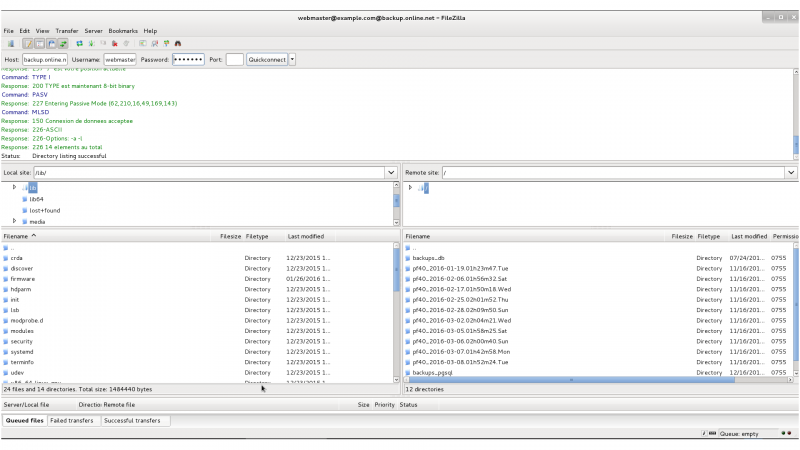 webmaster@example.com@backup.online.net - FileZilla
File Edit View Transfer Server Bookmarks Help
Host: backup.online.n Username: webmaster Password: ••••••• Port: Quickconnect
Command: TYPE I
Response: 200 TYPE est maintenant 8-bit binary
Command: PASV
Response: 227 Entering Passive Mode (62,210,16,49,169,143)
Command: MLSD
Response: 150 Connexion de donnees acceptee
Response: 226-ASCII
Response: 226-Options: -a -l
Response: 226 14 elements au total
Status: Directory listing successful
Local site: /lib/
Remote site: /
lib
/
lib64
lost+found
media
Filename Filesize Filetype Last modified
Filename Filesize Filetype Last modified Permissio
..
..
crda Directory 12/23/2015 1...
backups_db Directory 07/24/201... 0755
discover Directory 12/23/2015 1...
pf40_2016-01-19.01h23m47.Tue Directory 11/16/201... 0755
firmware Directory 01/26/2016 1...
pf40_2016-02-06.01h56m32.Sat Directory 11/16/201... 0755
hdparm Directory 12/23/2015 1...
pf40_2016-02-17.01h50m18.Wed Directory 11/16/201... 0755
init Directory 12/23/2015 1...
pf40_2016-02-25.02h01m52.Thu Directory 11/16/201... 0755
lsb Directory 12/23/2015 1...
pf40_2016-02-28.02h09m50.Sun Directory 11/16/201... 0755
modprobe.d Directory 12/23/2015 1...
pf40_2016-03-02.02h04m21.Wed Directory 11/16/201... 0755
modules Directory 12/23/2015 1...
pf40_2016-03-05.01h58m25.Sat Directory 11/16/201... 0755
security Directory 12/23/2015 1...
pf40_2016-03-06.02h00m40.Sun Directory 11/16/201... 0755
systemd Directory 12/23/2015 1...
pf40_2016-03-07.01h42m58.Mon Directory 11/16/201... 0755
terminfo Directory 12/23/2015 1...
pf40_2016-03-08.01h52m24.Tue Directory 11/16/201... 0755
udev Directory 12/23/2015 1...
backups_pgsql Directory 12/16/201... 0755
24 files and 14 directories. Total size: 1484440 bytes
12 directories
Server/Local file Directio Remote file Size Priority Status
Queued files Failed transfers Successful transfers
Queue: empty